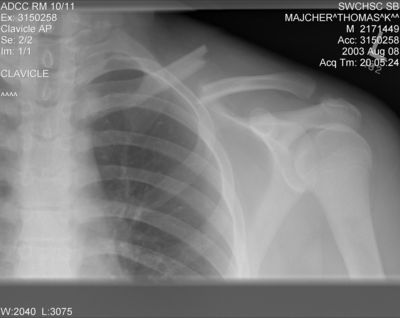 ADCC RM 10/11
Ex: 3150258
Clavicle AP
Se: 2/2
Im: 1/1
CLAVICLE
^^^^
SWCHSC SB
MAJCHER^THOMAS^K^^
M 2171449
Acc: 3150258
2003 Aug 08
Acq Tm: 20:05:24
W:2040 L:3075